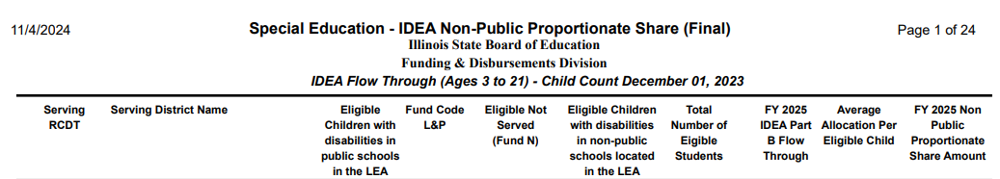 11/4/2024
Special Education - IDEA Non-Public Proportionate Share (Final)
Page 1 of 24
Illinois State Board of Education
Funding & Disbursements Division
IDEA Flow Through (Ages 3 to 21) - Child Count December 01, 2023
Serving
RCDT
Serving District Name
Eligible
Children with
disabilities in
public schools
in the LEA
Fund Code
L&P
Eligible Not
Served
(Fund N)
Eligible Children
with disabilities
in non-public
schools located
in the LEA
Total
Number of
Eigible
Students
FY 2025
IDEA Part
B Flow
Through
Average
Allocation Per
Eligible Child
FY 2025 Non
Public
Proportionate
Share Amount